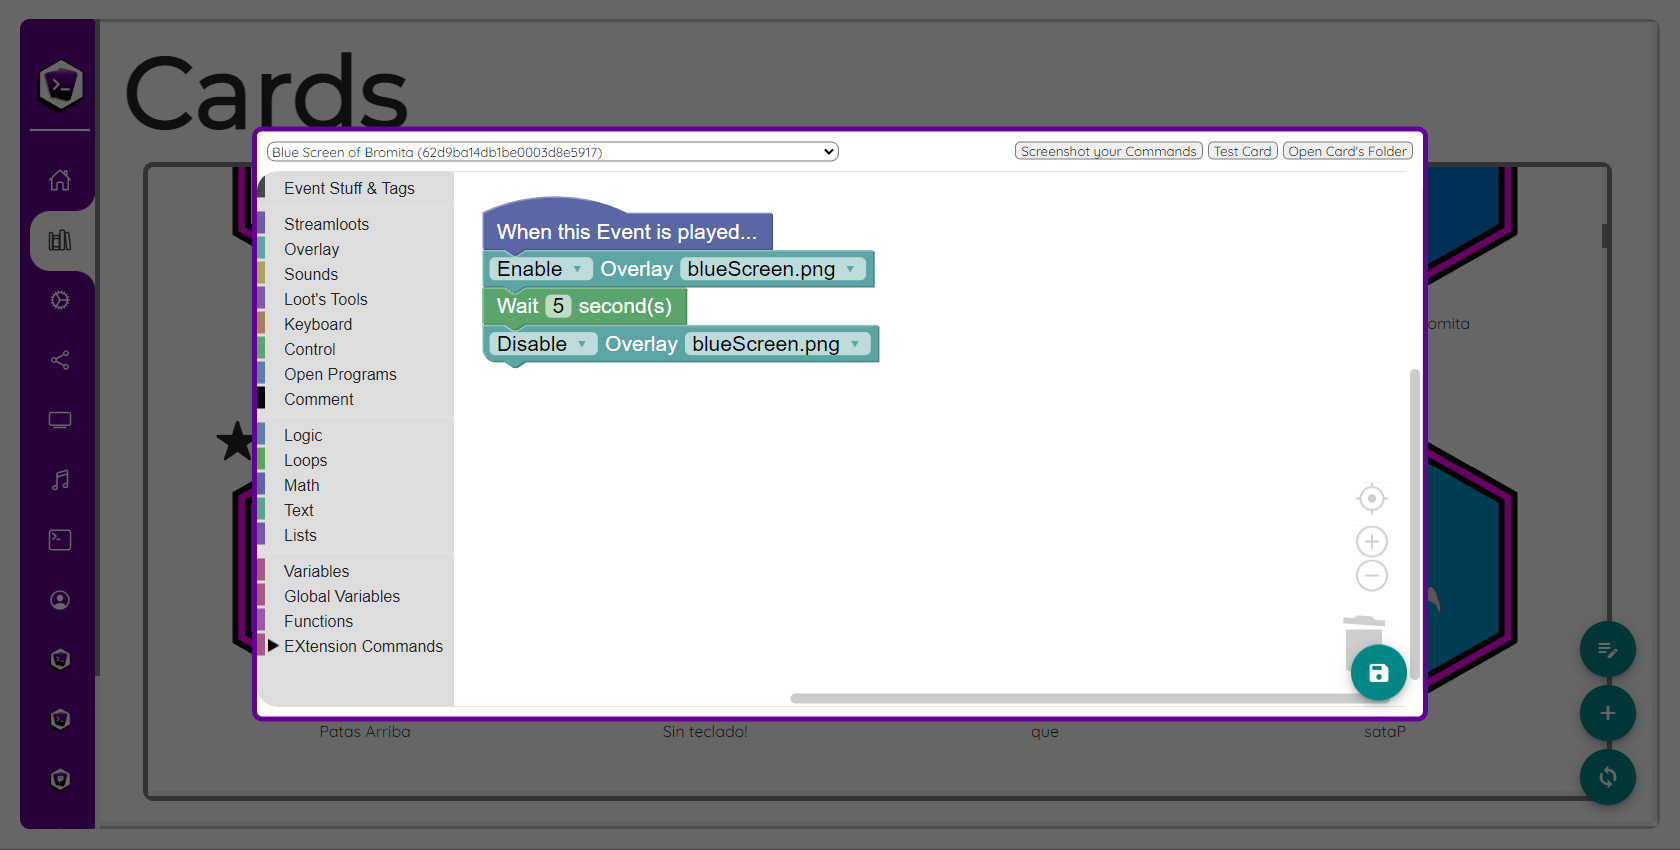 Cards
Blue Screen of Bromita (62d9ba14db1be0003d8e5917)
Screenshot your Commands
Test Card
Open Card's Folder
Event Stuff & Tags
Streamloots
Overlay
Sounds
Loot's Tools
Keyboard
Control
Open Programs
Comment
Logic
Loops
Math
Text
Lists
Variables
Global Variables
Functions
EXtension Commands
When this Event is played...
Enable Overlay blueScreen.png
Wait 5 second(s)
Disable Overlay blueScreen.png
omita
Patas Arriba
Sin teclado!
que
sataP